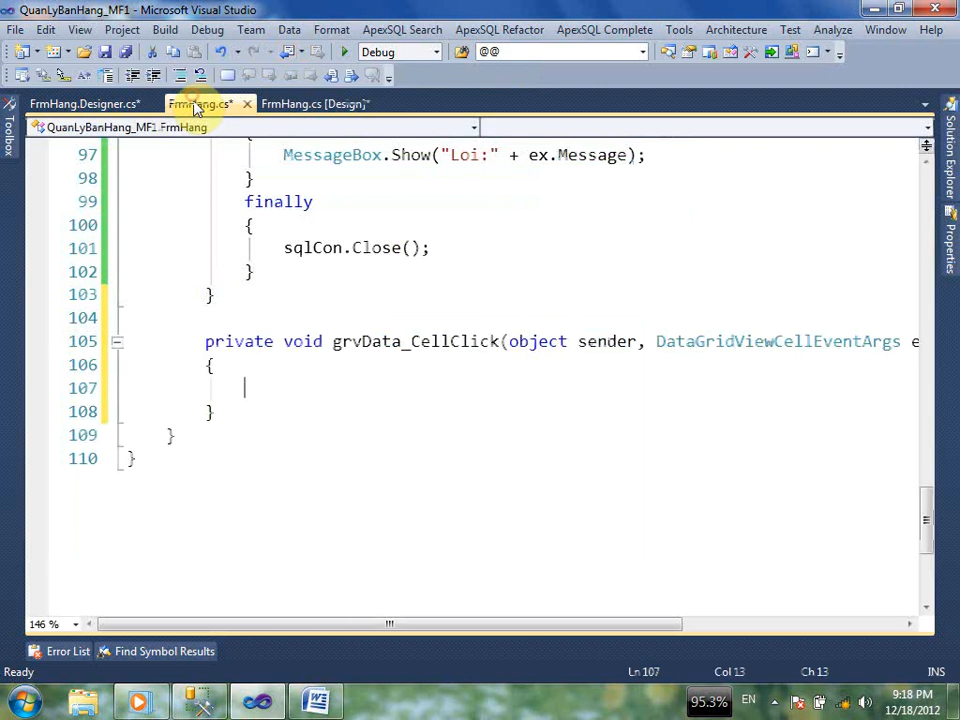 QuanLyBanHang_MF1 - Microsoft Visual Studio
File Edit View Project Build Debug Team Data Format ApexSQL Search ApexSQL Refactor ApexSQL Complete Tools Architecture Test Analyze Window Help
Debug @@
FrmHang.Designer.cs* FrmHang.cs* FrmHang.cs [Design]*
Toolbox
QuanLyBanHang_MF1.FrmHang
Solution Explorer
Properties
97 MessageBox.Show("Loi:" + ex.Message);
98 }
99 finally
100 {
101 sqlCon.Close();
102 }
103 }
104
105 private void grvData_CellClick(object sender, DataGridViewCellEventArgs e
106 {
107
108 }
109 }
110 }
146 %
Error List Find Symbol Results
Ready Ln 107 Col 13 Ch 13 INS
95.3% EN 9:18 PM
12/18/2012